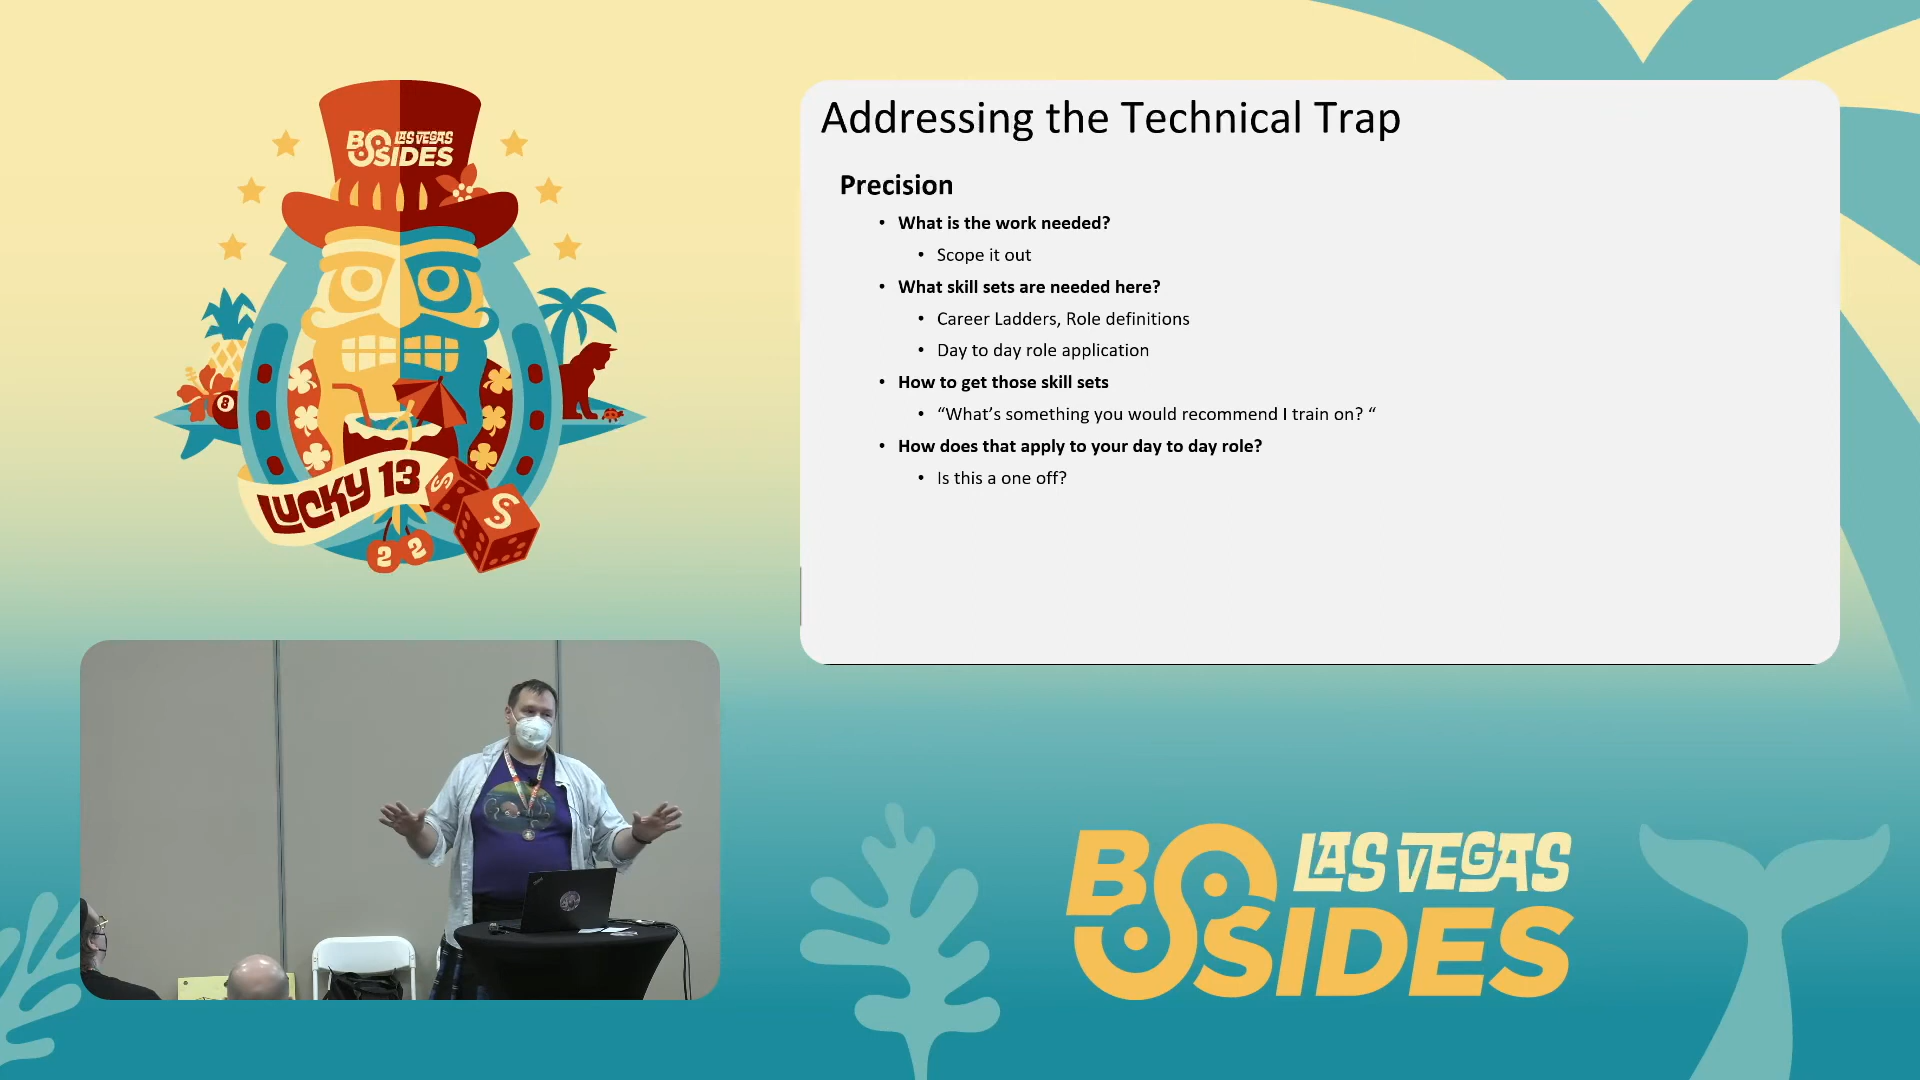 BSIDES LAS VEGAS
LUCKY 13
22
8
S
S
Addressing the Technical Trap
Precision
• What is the work needed?
• Scope it out
• What skill sets are needed here?
• Career Ladders, Role definitions
• Day to day role application
• How to get those skill sets
• “What’s something you would recommend I train on? “
• How does that apply to your day to day role?
• Is this a one off?
BSIDES LAS VEGAS